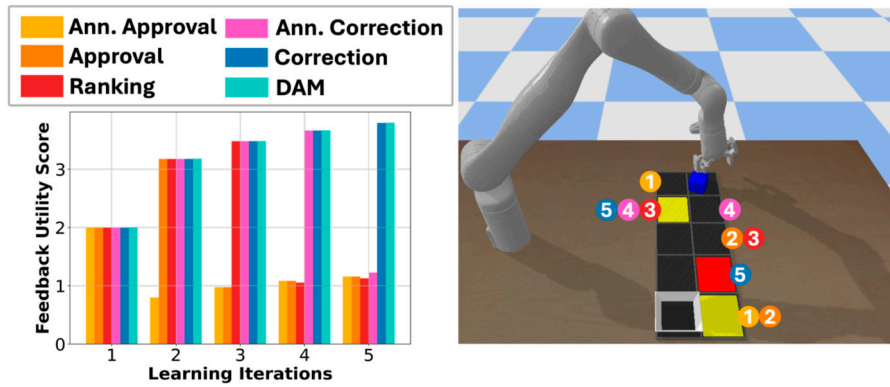 Ann. Approval
Ann. Correction
Approval
Correction
Ranking
DAM
Feedback Utility Score
3
2
1
0
1 2 3 4 5
Learning Iterations
1
5 4 3 4
2 3
5
1 2